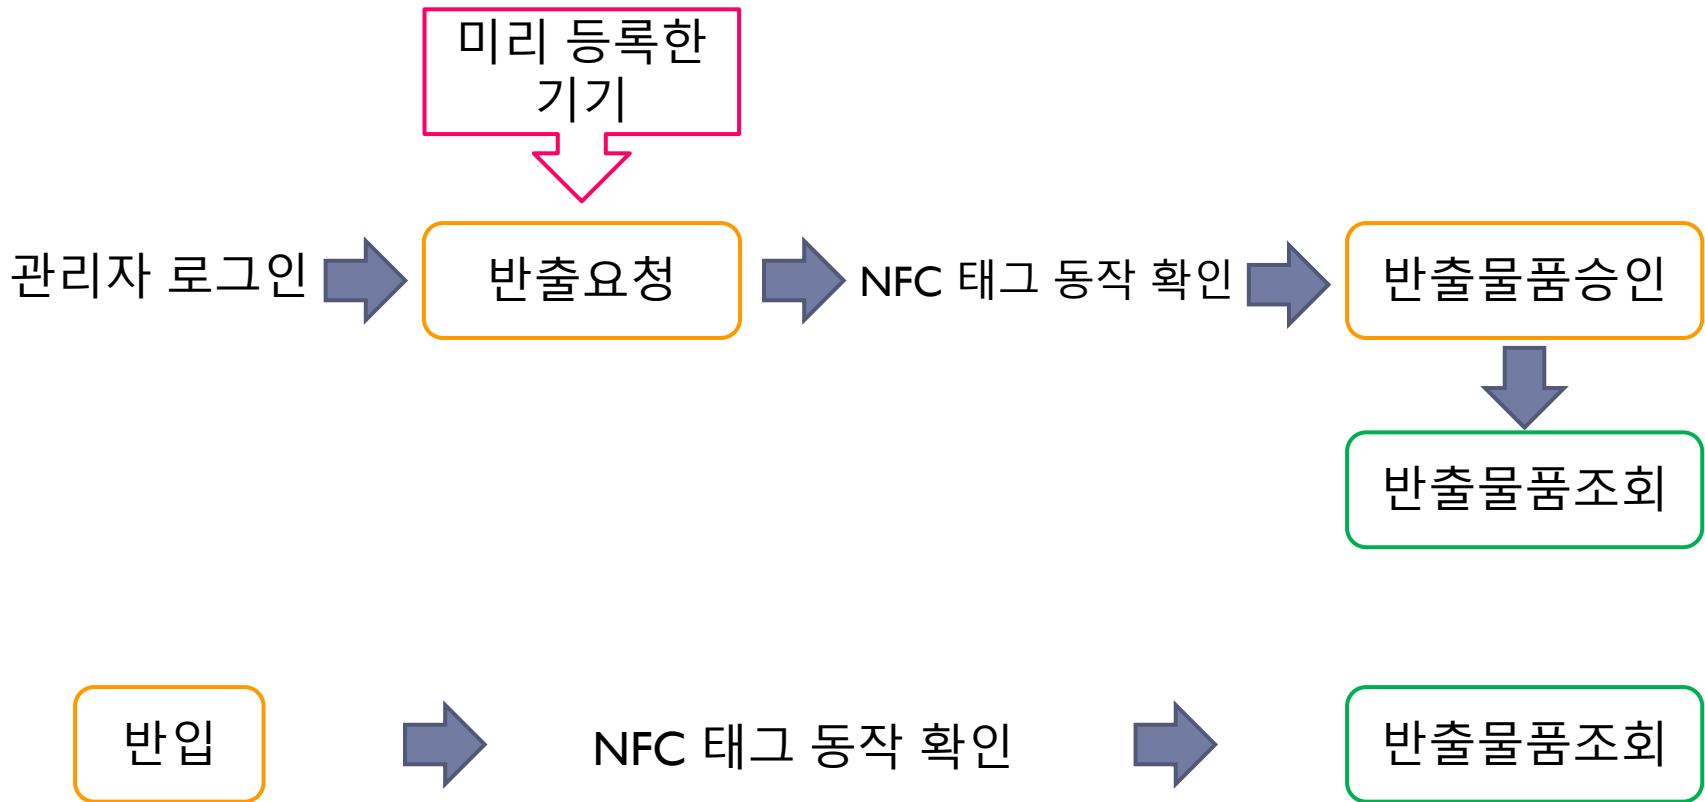 미리 등록한
기기
관리자 로그인
반출요청
NFC 태그 동작 확인
반출물품승인
반출물품조회
반입
NFC 태그 동작 확인
반출물품조회